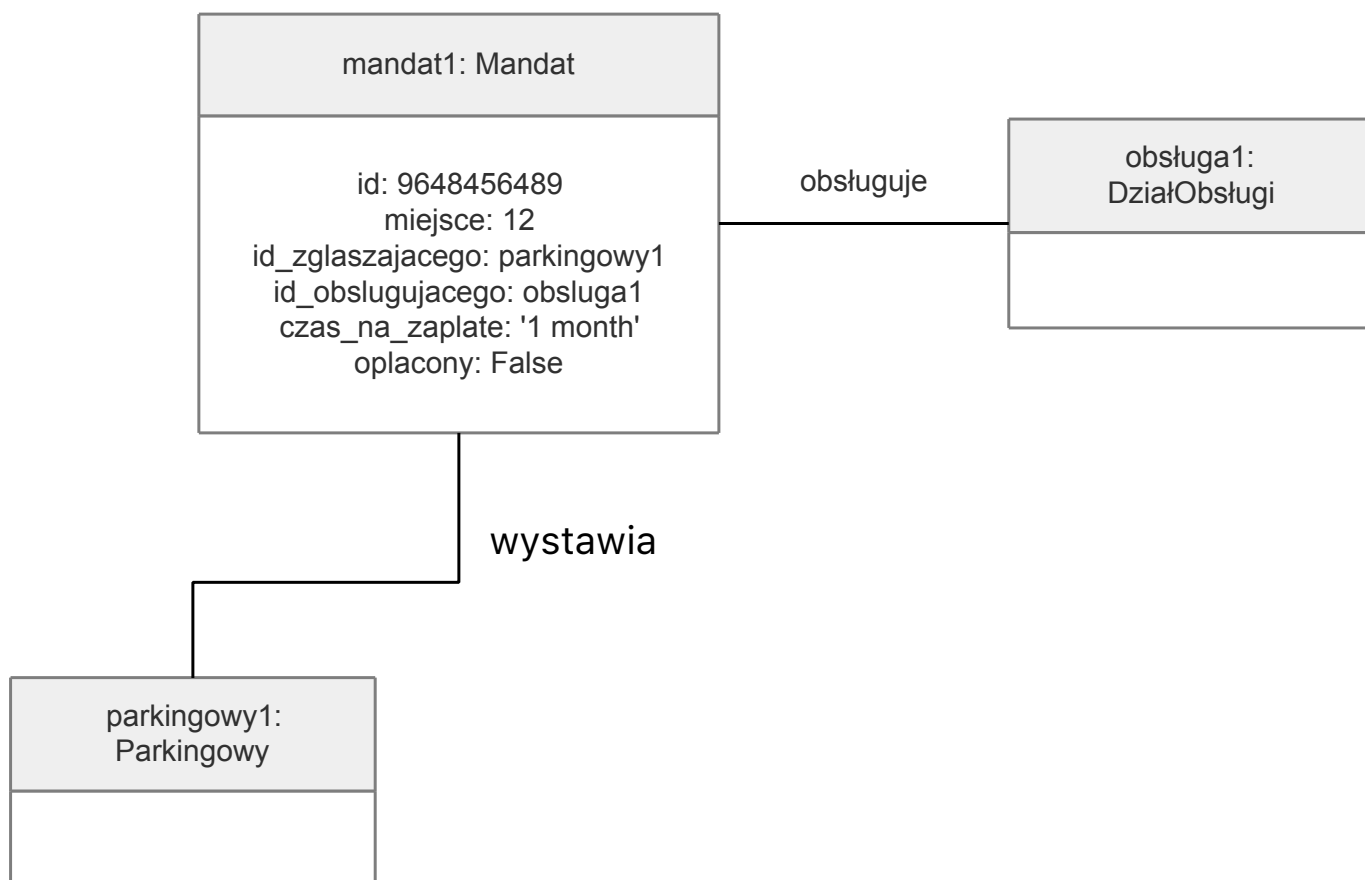 mandat1: Mandat
id: 9648456489
miejsce: 12
id_zglaszajacego: parkingowy1
id_obslugujacego: obsluga1
czas_na_zaplate: '1 month'
oplacony: False
obsługuje
obsługa1:
DziałObsługi
wystawia
parkingowy1:
Parkingowy